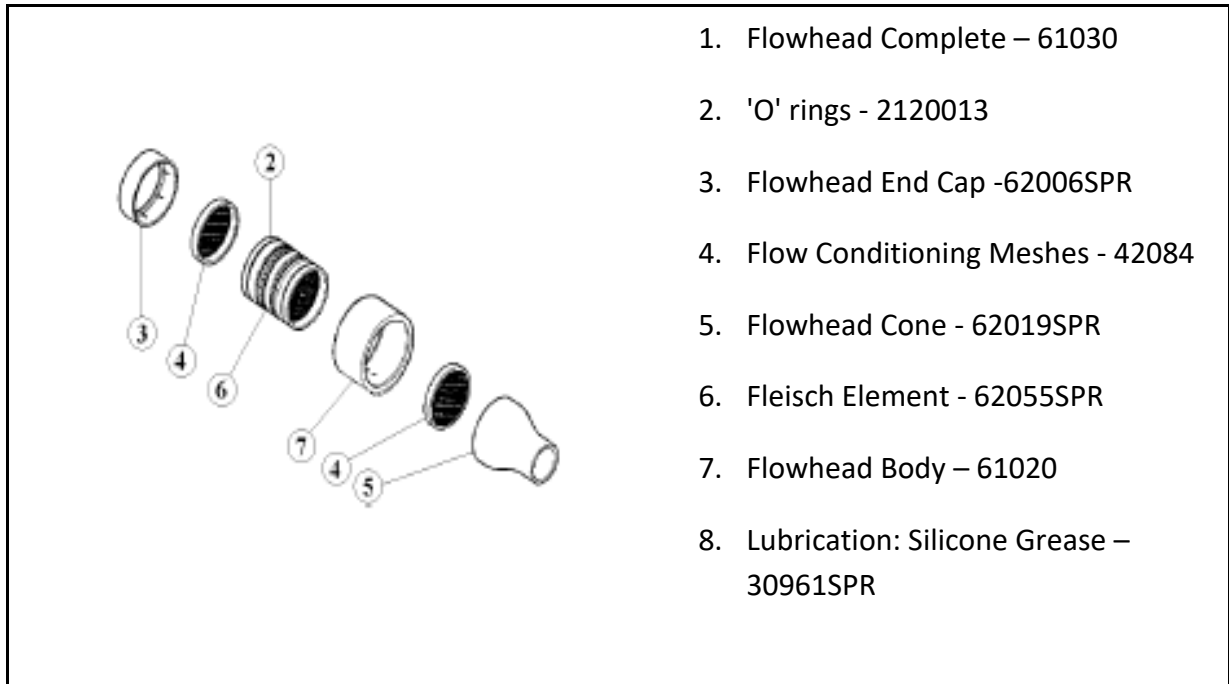 1. Flowhead Complete – 61030
2. 'O' rings - 2120013
3. Flowhead End Cap -62006SPR
4. Flow Conditioning Meshes - 42084
5. Flowhead Cone - 62019SPR
6. Fleisch Element - 62055SPR
7. Flowhead Body – 61020
8. Lubrication: Silicone Grease –
30961SPR
2
3
4
6
7
4
5